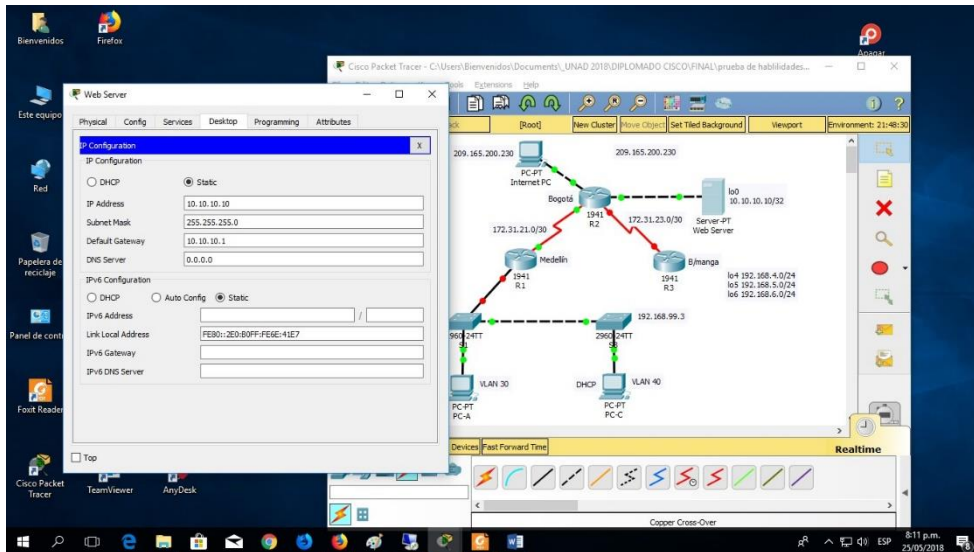 Bienvenidos
Firefox
Apagar
Este equipo
Red
Papelera de
reciclaje
Panel de conti
Foxit Reader
Cisco Packet
Tracer
TeamViewer
AnyDesk
Cisco Packet Tracer - C:\Users\Bienvenidos\Documents\_UNAD 2018\DIPLOMADO CISCO\FINAL\prueba de hablilidades...
Extensions Help
[Root]
New Cluster
Move Object
Set Tiled Background
Viewport
Environment: 21:48:30
Web Server
Physical
Config
Services
Desktop
Programming
Attributes
IP Configuration
X
IP Configuration
DHCP
Static
IP Address
10.10.10.10
Subnet Mask
255.255.255.0
Default Gateway
10.10.10.1
DNS Server
0.0.0.0
IPv6 Configuration
DHCP
Auto Config
Static
IPv6 Address
/
Link Local Address
FE80::2E0:B0FF:FE6E:41E7
IPv6 Gateway
IPv6 DNS Server
Top
209.165.200.230
209.165.200.230
PC-PT
Internet PC
Bogotá
1941
R2
lo0
10.10.10.10/32
Server-PT
Web Server
172.31.21.0/30
172.31.23.0/30
Medellín
1941
R1
B/manga
1941
R3
lo4 192.168.4.0/24
lo5 192.168.5.0/24
lo6 192.168.6.0/24
192.168.99.3
960-24TT
S1
2960-24TT
VLAN 30
PC-PT
PC-A
DHCP
VLAN 40
PC-PT
PC-C
Devices
Fast Forward Time
Realtime
Copper Cross-Over
ESP
8:11 p.m.
25/05/2018